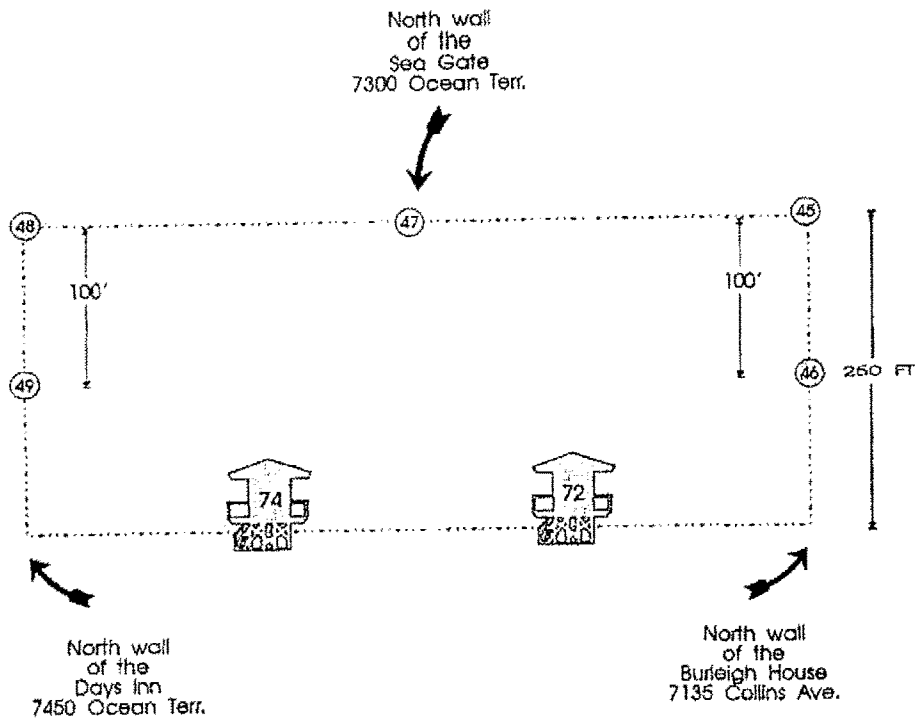 North wall
of the
Sea Gate
7300 Ocean Terr.
48
47
45
100'
100'
49
46
250 FT
74
72
North wall
of the
Days Inn
7450 Ocean Terr.
North wall
of the
Burleigh House
7135 Collins Ave.